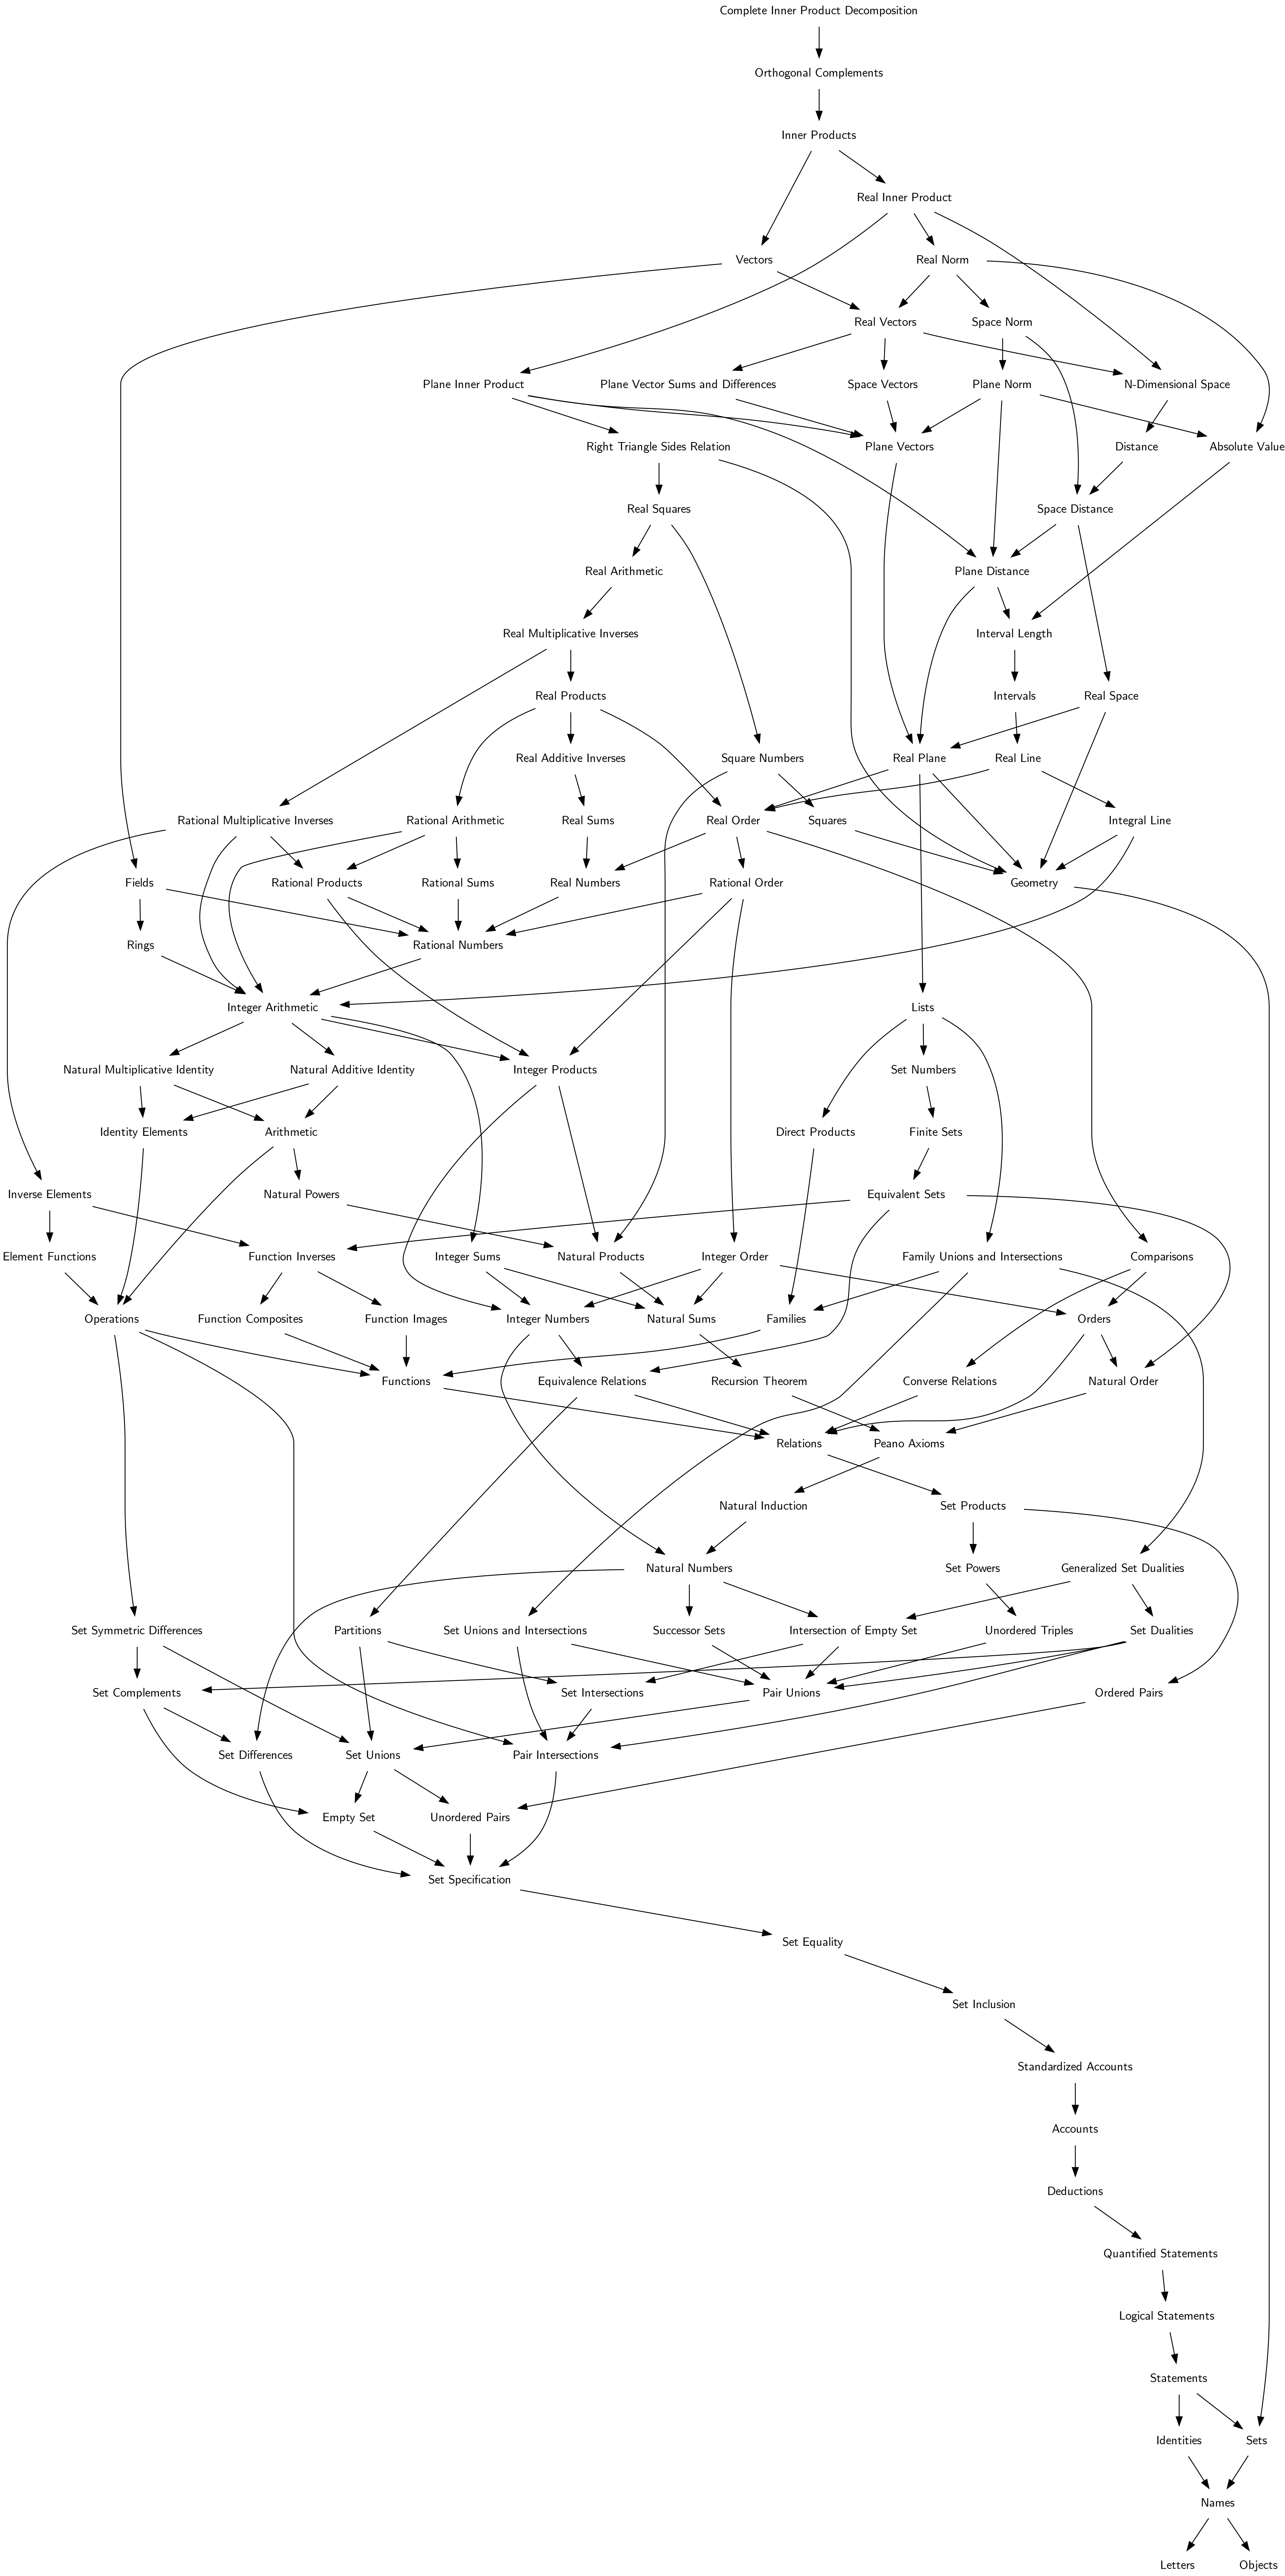 Complete Inner Product Decomposition
Orthogonal Complements
Inner Products
Real Inner Product
Vectors
Real Norm
Real Vectors
Space Norm
Plane Inner Product
Plane Vector Sums and Differences
Space Vectors
Plane Norm
N-Dimensional Space
Right Triangle Sides Relation
Plane Vectors
Distance
Absolute Value
Real Squares
Space Distance
Real Arithmetic
Plane Distance
Real Multiplicative Inverses
Interval Length
Real Products
Intervals
Real Space
Real Additive Inverses
Square Numbers
Real Plane
Real Line
Rational Multiplicative Inverses
Rational Arithmetic
Real Sums
Real Order
Squares
Integral Line
Fields
Rational Products
Rational Sums
Real Numbers
Rational Order
Geometry
Rings
Rational Numbers
Integer Arithmetic
Lists
Natural Multiplicative Identity
Natural Additive Identity
Integer Products
Set Numbers
Identity Elements
Arithmetic
Direct Products
Finite Sets
Inverse Elements
Natural Powers
Equivalent Sets
Element Functions
Function Inverses
Integer Sums
Natural Products
Integer Order
Family Unions and Intersections
Comparisons
Operations
Function Composites
Function Images
Integer Numbers
Natural Sums
Families
Orders
Functions
Equivalence Relations
Recursion Theorem
Converse Relations
Natural Order
Relations
Peano Axioms
Natural Induction
Set Products
Natural Numbers
Set Powers
Generalized Set Dualities
Set Symmetric Differences
Partitions
Set Unions and Intersections
Successor Sets
Intersection of Empty Set
Unordered Triples
Set Dualities
Set Complements
Set Intersections
Pair Unions
Ordered Pairs
Set Differences
Set Unions
Pair Intersections
Empty Set
Unordered Pairs
Set Specification
Set Equality
Set Inclusion
Standardized Accounts
Accounts
Deductions
Quantified Statements
Logical Statements
Statements
Identities
Sets
Names
Letters
Objects